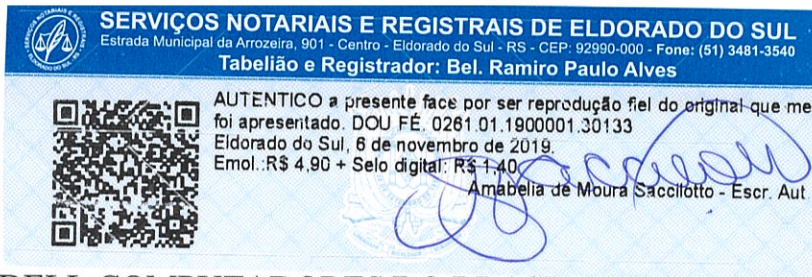 SERVIÇOS NOTARIAIS E REGISTRAIS DE ELDORADO DO SUL
Estrada Municipal da Arrozeira, 901 - Centro - Eldorado do Sul - RS - CEP: 92990-000 - Fone: (51) 3481-3540
Tabelião e Registrador: Bel. Ramiro Paulo Alves
AUTENTICO a presente face por ser reprodução fiel do original que me
foi apresentado. DOU FÉ. 0261.01.1900001.30133
Eldorado do Sul, 6 de novembro de 2019.
Emol.:R$ 4,90 + Selo digital: R$ 1,40
Amabelia de Moura Saccilotto - Escr. Aut